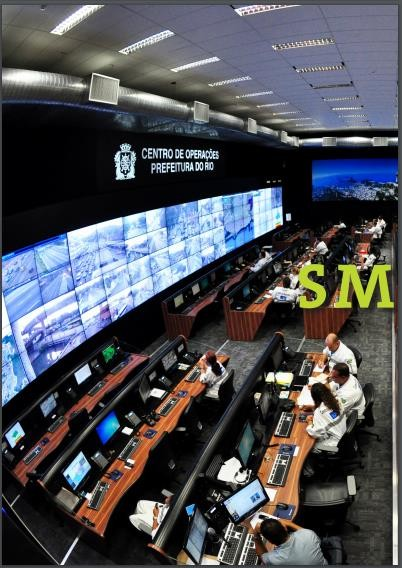 CENTRO DE OPERAÇÕES
PREFEITURA DO RIO
SM